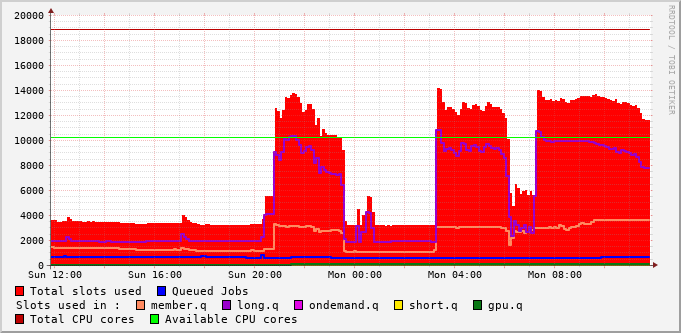 20000
18000
16000
14000
12000
10000
8000
6000
4000
2000
0
Sun 12:00 Sun 16:00 Sun 20:00 Mon 00:00 Mon 04:00 Mon 08:00
RRDTOOL / TOBI OETIKER
Total slots used Queued Jobs
Slots used in : member.q long.q ondemand.q short.q gpu.q
Total CPU cores Available CPU cores